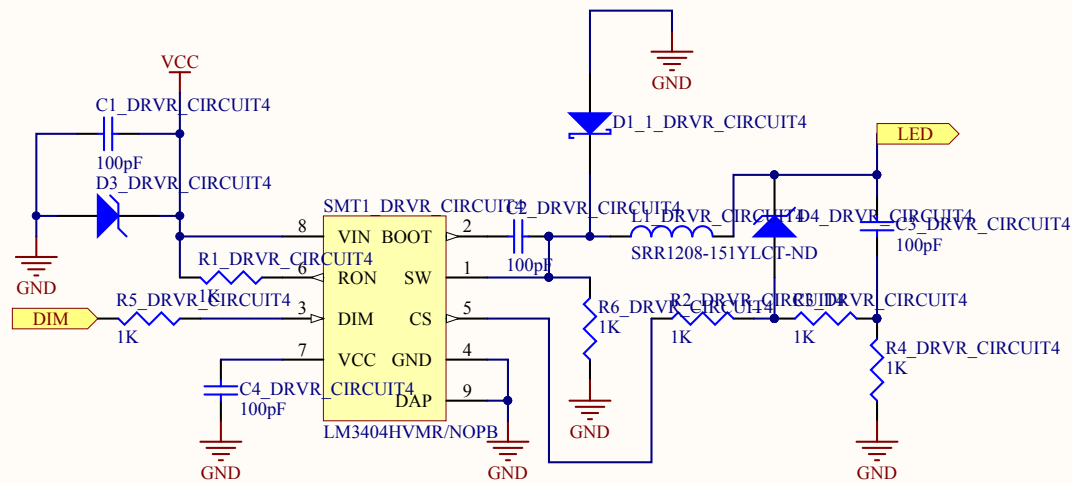 GND
VCC
C1_DRVR_CIRCUIT4
100pF
D1_1_DRVR_CIRCUIT4
LED
D3_DRVR_CIRCUIT4
SMT1_DRVR_CIRCUIT4
C2_DRVR_CIRCUIT4
L1_DRVR_CIRCUIT4
D4_DRVR_CIRCUIT4
C3_DRVR_CIRCUIT4
8 VIN BOOT 2
100pF
100pF
SRR1208-151YLCT-ND
GND
R1_DRVR_CIRCUIT4
1K
6 RON SW 1
R5_DRVR_CIRCUIT4
R6_DRVR_CIRCUIT4
R2_DRVR_CIRCUIT4
R3_DRVR_CIRCUIT4
DIM
1K
3 DIM CS 5
1K
1K
1K
R4_DRVR_CIRCUIT4
1K
7 VCC GND 4
C4_DRVR_CIRCUIT4
100pF
DAP 9
LM3404HVMR/NOPB
GND
GND
GND
GND